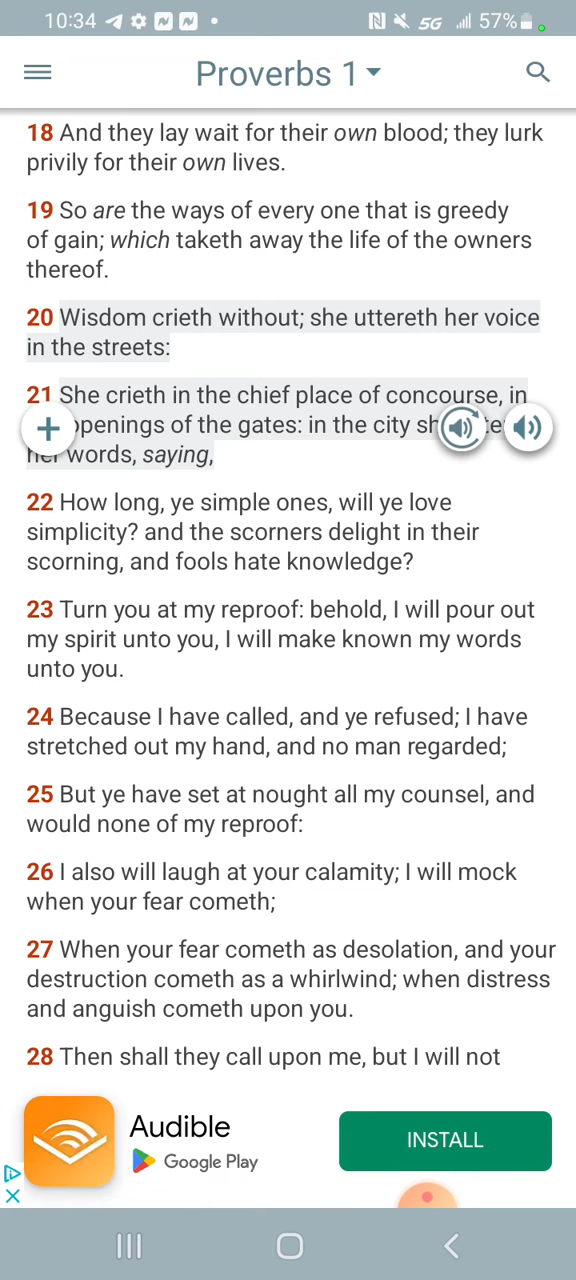 10:34 5G 57%
Proverbs 1
18 And they lay wait for their own blood; they lurk
privily for their own lives.
19 So are the ways of every one that is greedy
of gain; which taketh away the life of the owners
thereof.
20 Wisdom crieth without; she uttereth her voice
in the streets:
21 She crieth in the chief place of concourse, in
openings of the gates: in the city
her words, saying,
22 How long, ye simple ones, will ye love
simplicity? and the scorners delight in their
scorning, and fools hate knowledge?
23 Turn you at my reproof: behold, I will pour out
my spirit unto you, I will make known my words
unto you.
24 Because I have called, and ye refused; I have
stretched out my hand, and no man regarded;
25 But ye have set at nought all my counsel, and
would none of my reproof:
26 I also will laugh at your calamity; I will mock
when your fear cometh;
27 When your fear cometh as desolation, and your
destruction cometh as a whirlwind; when distress
and anguish cometh upon you.
28 Then shall they call upon me, but I will not
Audible
Google Play
INSTALL